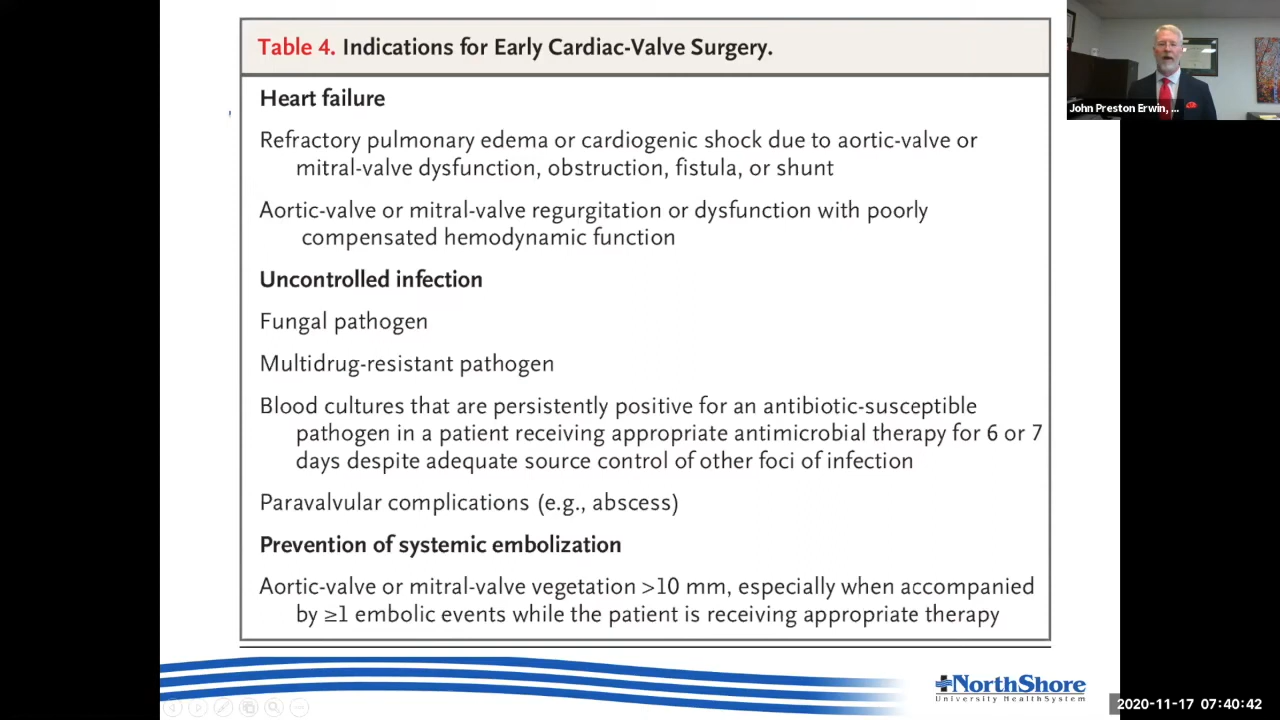 Table 4. Indications for Early Cardiac-Valve Surgery.
Heart failure
Refractory pulmonary edema or cardiogenic shock due to aortic-valve or
mitral-valve dysfunction, obstruction, fistula, or shunt
Aortic-valve or mitral-valve regurgitation or dysfunction with poorly
compensated hemodynamic function
Uncontrolled infection
Fungal pathogen
Multidrug-resistant pathogen
Blood cultures that are persistently positive for an antibiotic-susceptible
pathogen in a patient receiving appropriate antimicrobial therapy for 6 or 7
days despite adequate source control of other foci of infection
Paravalvular complications (e.g., abscess)
Prevention of systemic embolization
Aortic-valve or mitral-valve vegetation >10 mm, especially when accompanied
by ≥1 embolic events while the patient is receiving appropriate therapy
John Preston Erwin, ...
NorthShore
University HealthSystem
2020-11-17 07:40:42